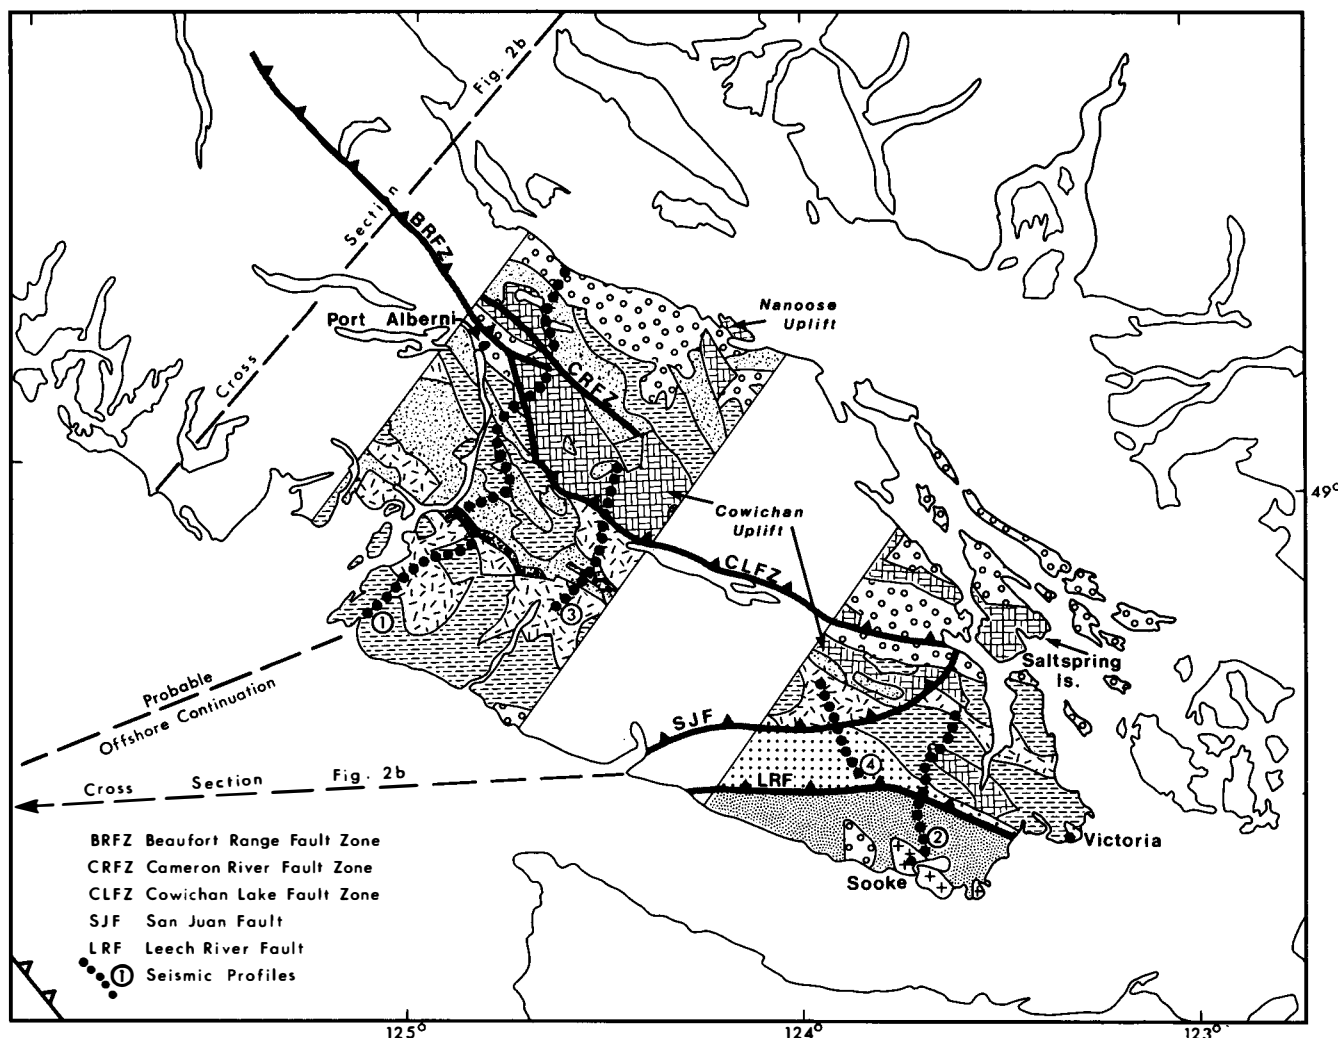 Fig. 2b
Section
Cross
BRFZ
Port Alberni
CRFZ
Nanoose
Uplift
Cowichan
Uplift
CLFZ
49°
Saltspring
Is.
1
3
Probable
Offshore Continuation
SJF
4
LRF
2
Victoria
Sooke
Cross Section Fig. 2b
BRFZ Beaufort Range Fault Zone
CRFZ Cameron River Fault Zone
CLFZ Cowichan Lake Fault Zone
SJF San Juan Fault
LRF Leech River Fault
1 Seismic Profiles
125° 124° 123°